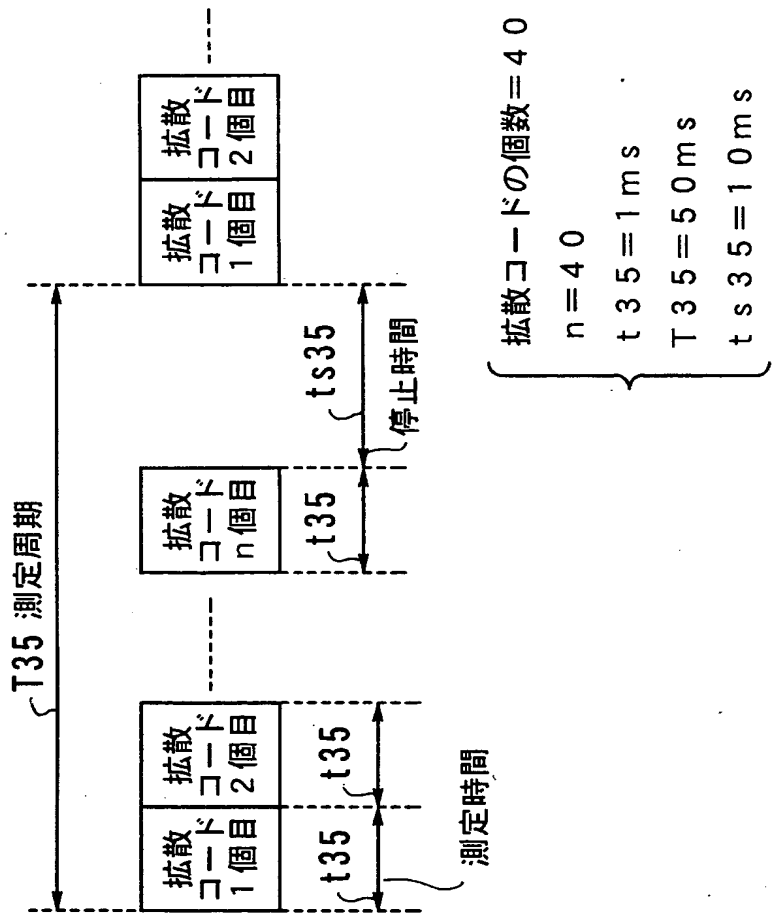 T35 測定周期
拡散
コード
1個目
拡散
コード
2個目
拡散
コード
n個目
拡散
コード
1個目
拡散
コード
2個目
t35
t35
t35
ts35
測定時間
停止時間
拡散コードの個数=40
n=40
t35=1ms
T35=50ms
ts35=10ms